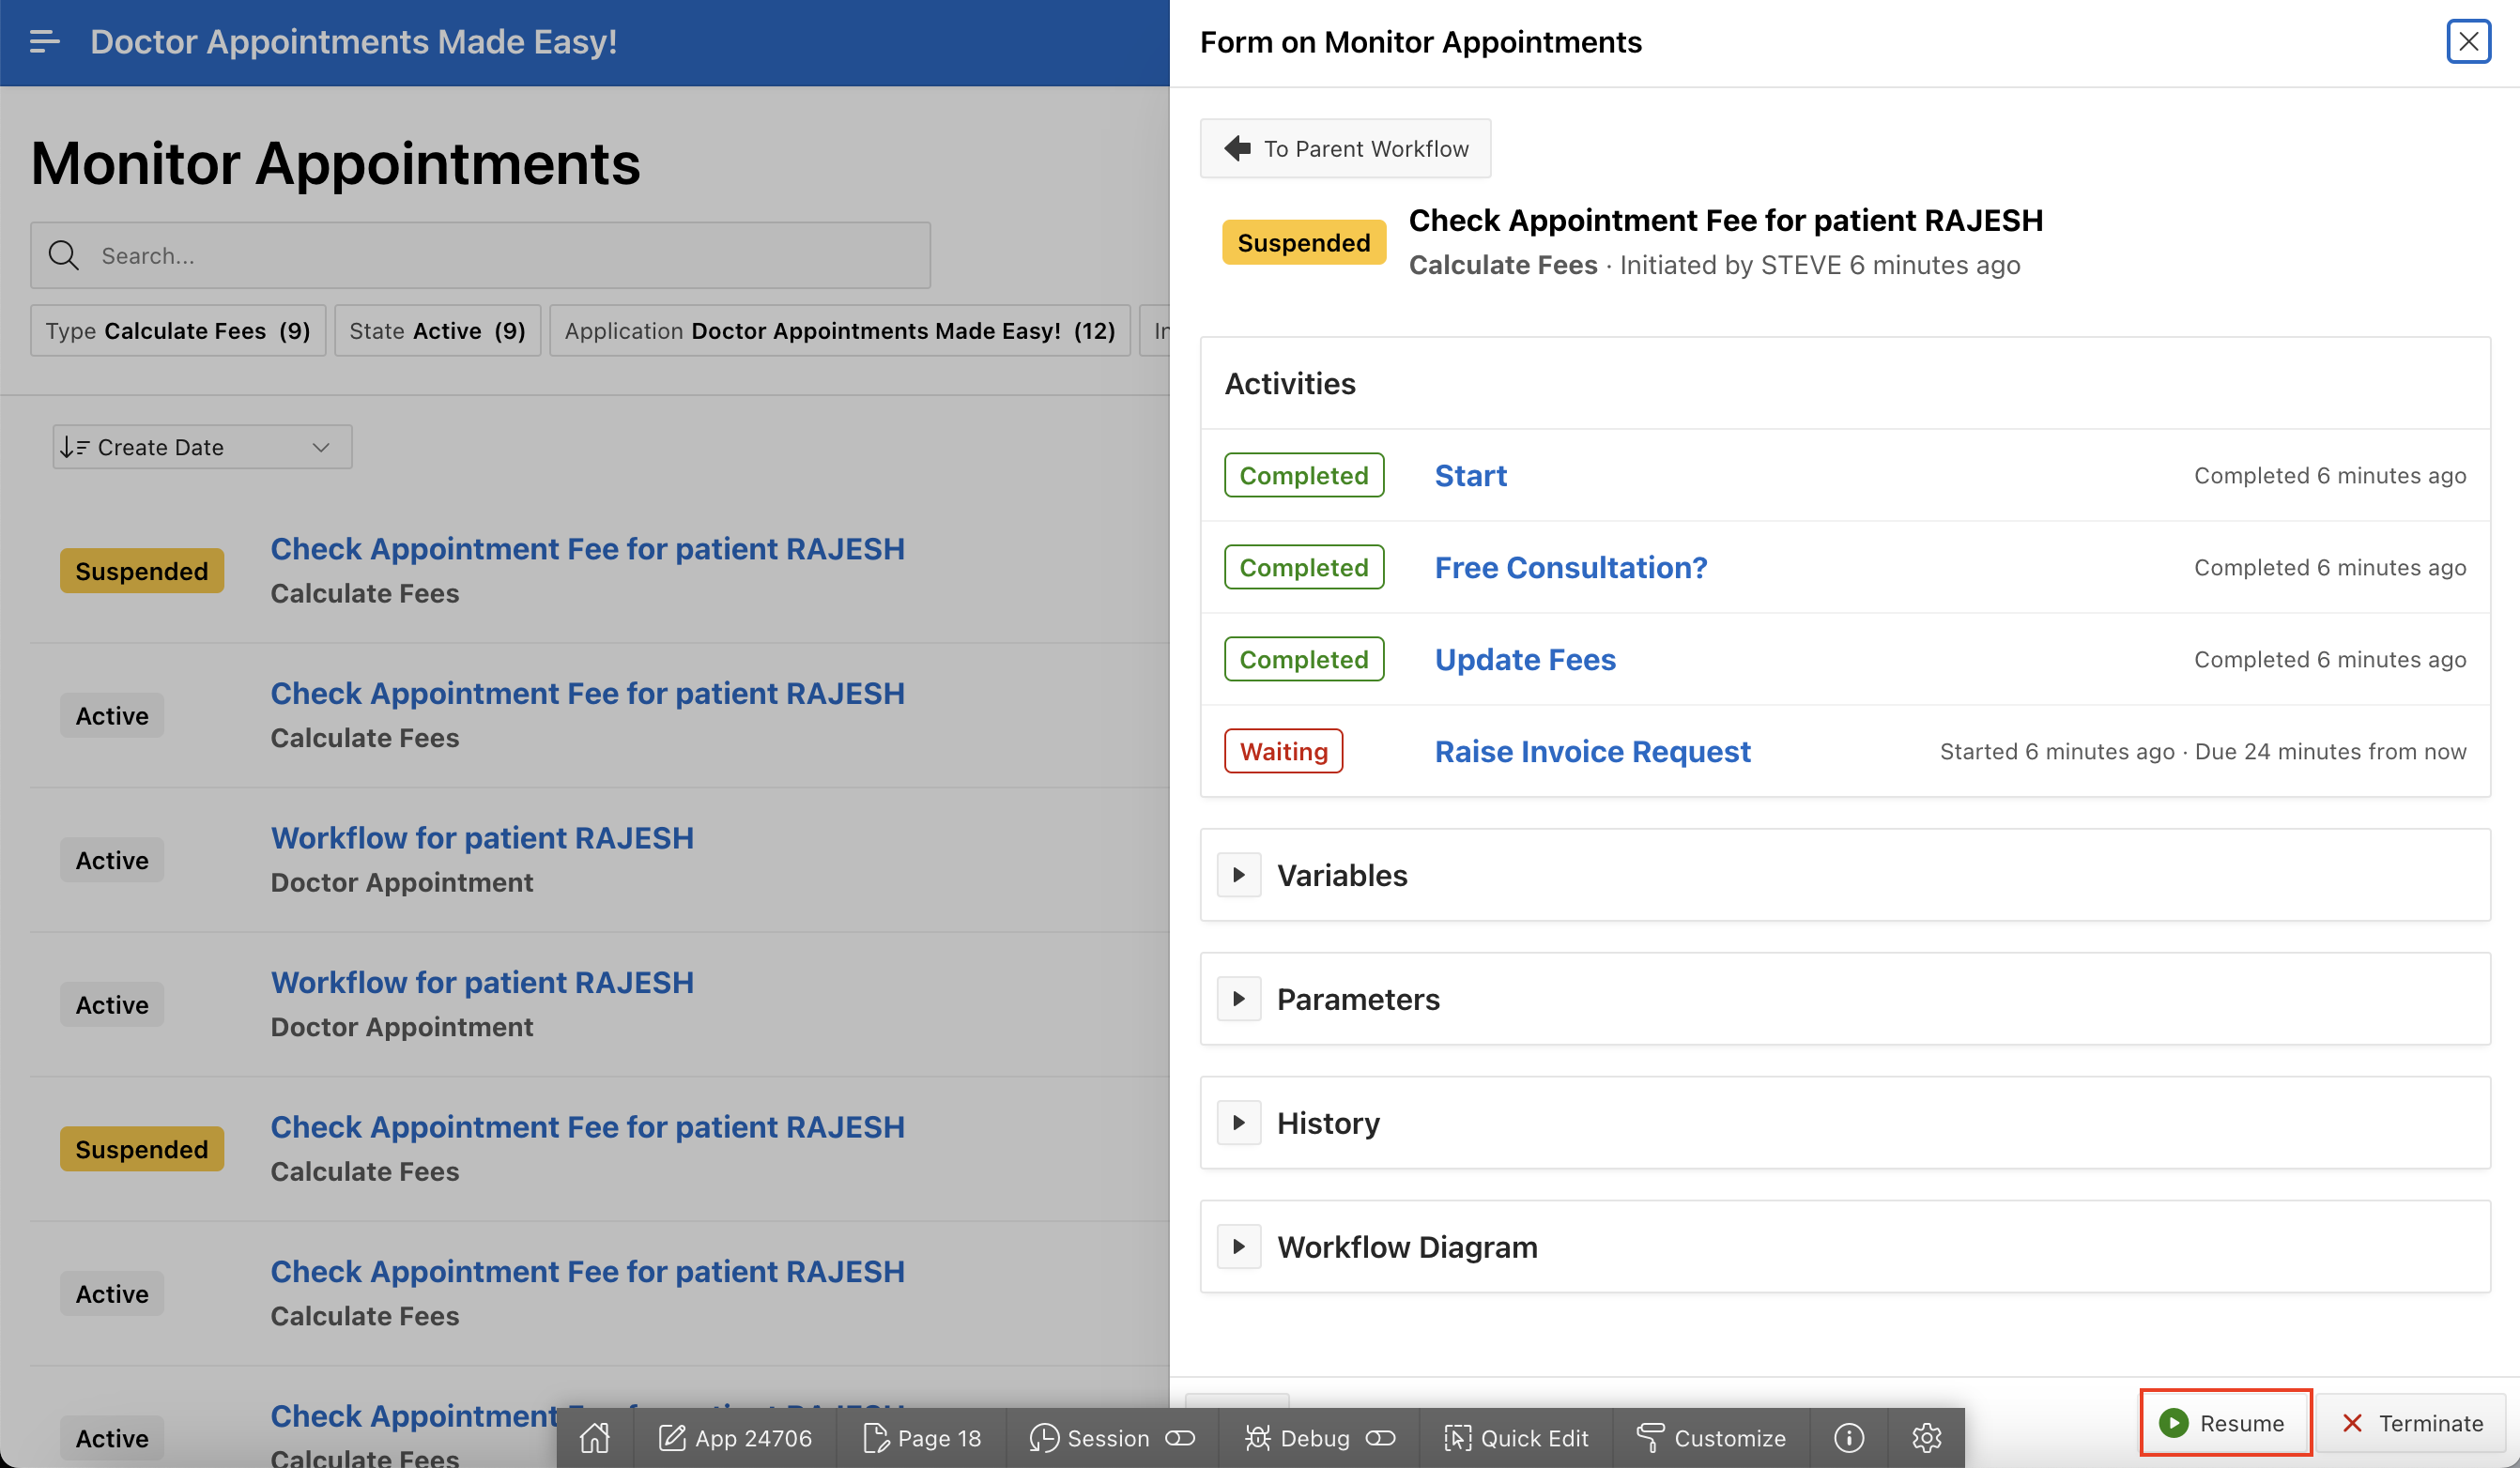 Doctor Appointments Made Easy!
Monitor Appointments
Search...
Type Calculate Fees (9)
State Active (9)
Application Doctor Appointments Made Easy! (12)
Create Date
Suspended
Check Appointment Fee for patient RAJESH
Calculate Fees
Active
Check Appointment Fee for patient RAJESH
Calculate Fees
Active
Workflow for patient RAJESH
Doctor Appointment
Active
Workflow for patient RAJESH
Doctor Appointment
Suspended
Check Appointment Fee for patient RAJESH
Calculate Fees
Active
Check Appointment Fee for patient RAJESH
Calculate Fees
Active
Check Appointment
Calculate Fees
Form on Monitor Appointments
To Parent Workflow
Suspended
Check Appointment Fee for patient RAJESH
Calculate Fees · Initiated by STEVE 6 minutes ago
Activities
Completed Start Completed 6 minutes ago
Completed Free Consultation? Completed 6 minutes ago
Completed Update Fees Completed 6 minutes ago
Waiting Raise Invoice Request Started 6 minutes ago · Due 24 minutes from now
Variables
Parameters
History
Workflow Diagram
Resume
Terminate
App 24706 Page 18 Session Debug Quick Edit Customize